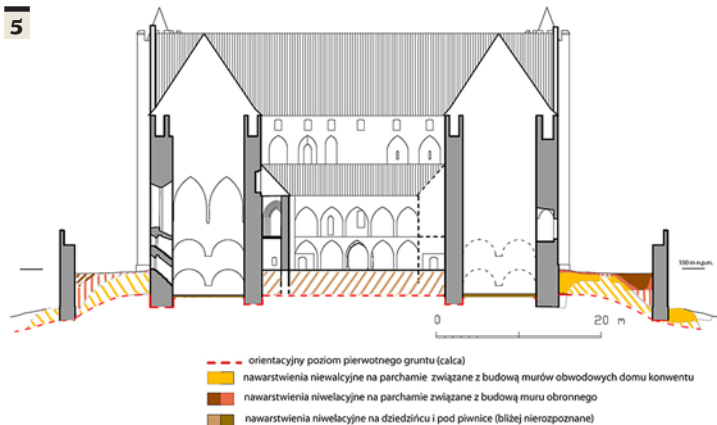 5
100 m n.p.m.
0 20 m
orientacyjny poziom pierwotnego gruntu (calca)
nawarstwienia niewalcyjne na parchamie związane z budową murów obwodowych domu konwentu
nawarstwienia niwelacyjne na parchamie związane z budową muru obronnego
nawarstwienia niwelacyjne na dziedzińcu i pod piwnice (bliżej nierozpoznane)